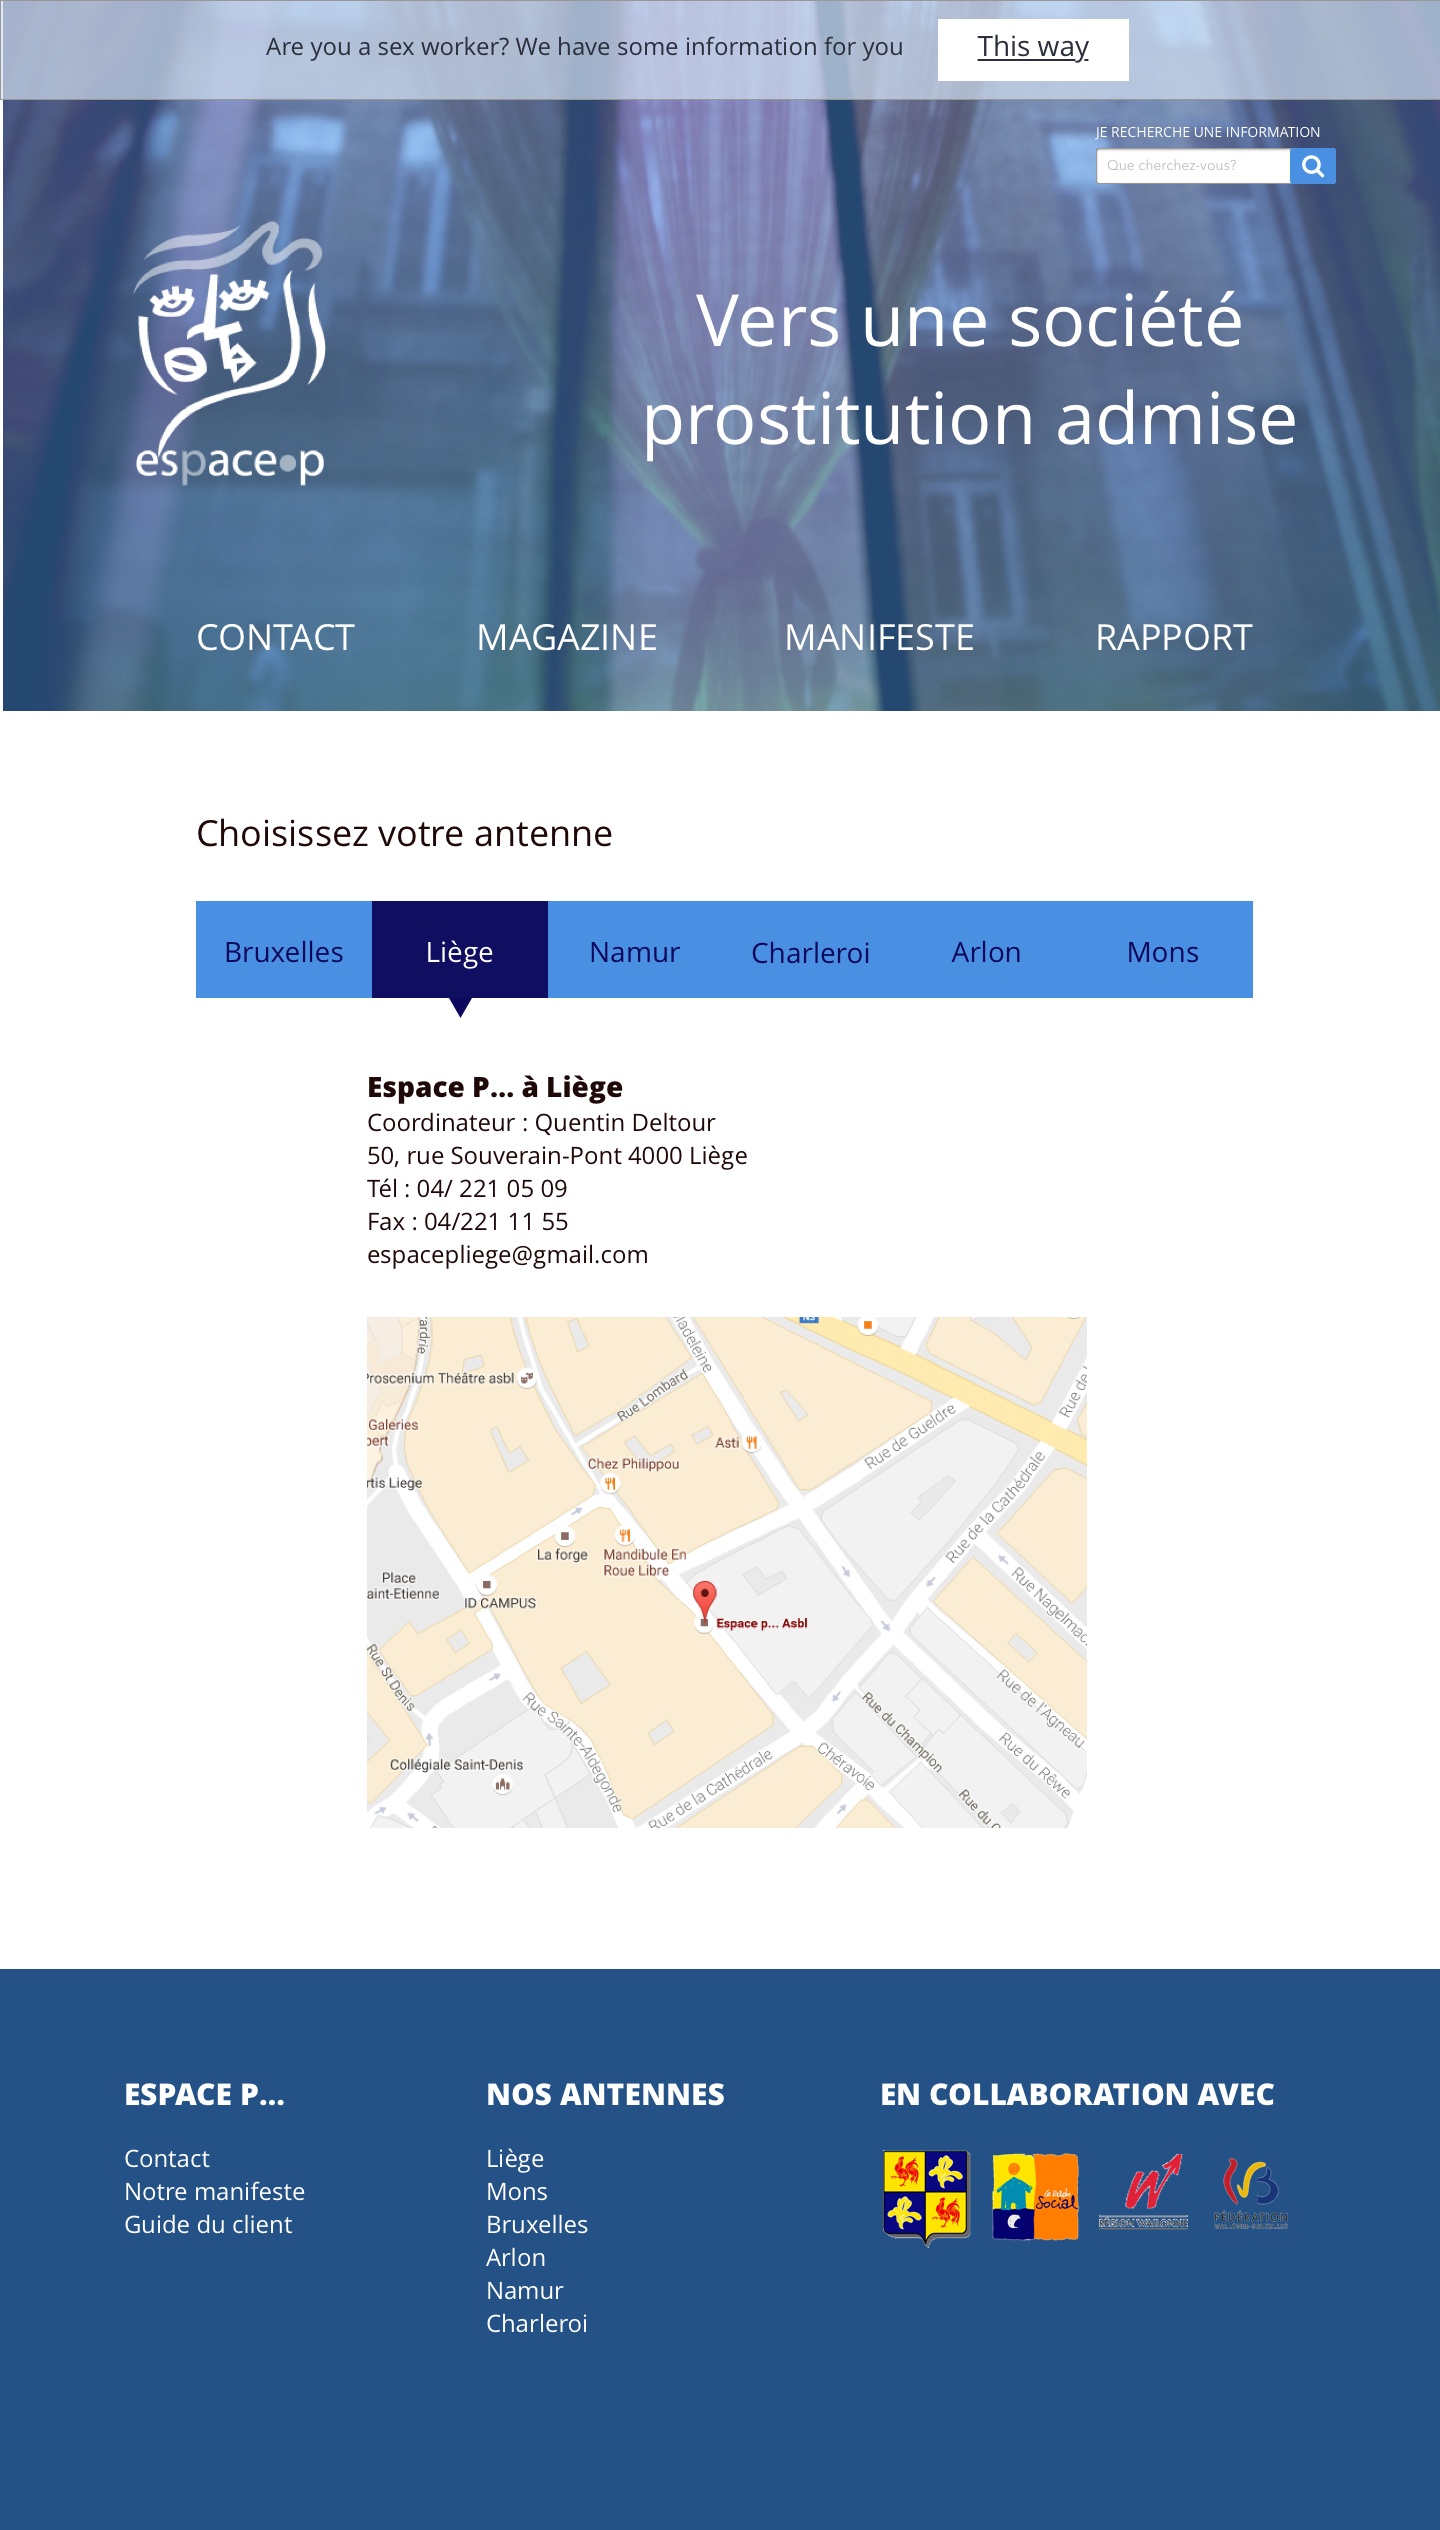 Are you a sex worker? We have some information for you
This way
JE RECHERCHE UNE INFORMATION
Que cherchez-vous?
espace•p
Vers une société
prostitution admise
CONTACT
MAGAZINE
MANIFESTE
RAPPORT
Choisissez votre antenne
Bruxelles
Liège
Namur
Charleroi
Arlon
Mons
Espace P... à Liège
Coordinateur : Quentin Deltour
50, rue Souverain-Pont 4000 Liège
Tél : 04/ 221 05 09
Fax : 04/221 11 55
espacepliege@gmail.com
ardrie
Madeleine
N3
Proscenium Théâtre asbl
Rue Lombard
Rue de
Galeries
Asti
Rue de Gueldre
Chez Philippou
rtis Liege
Rue de la Cathédrale
La forge
Mandibule En
Roue Libre
Place
aint-Etienne
ID CAMPUS
Rue Nagelmac
Espace p... Asbl
Rue St Denis
Rue Sainte-Aldegonde
Rue du Champion
Rue de l'Agneau
Collégiale Saint-Denis
Rue de la Cathédrale
Chéravoie
Rue du Rêwe
Rue du C
ESPACE P...
Contact
Notre manifeste
Guide du client
NOS ANTENNES
Liège
Mons
Bruxelles
Arlon
Namur
Charleroi
EN COLLABORATION AVEC
Social
RÉGION WALLONNE
FÉDÉRATION
WALLONIE-BRUXELLES